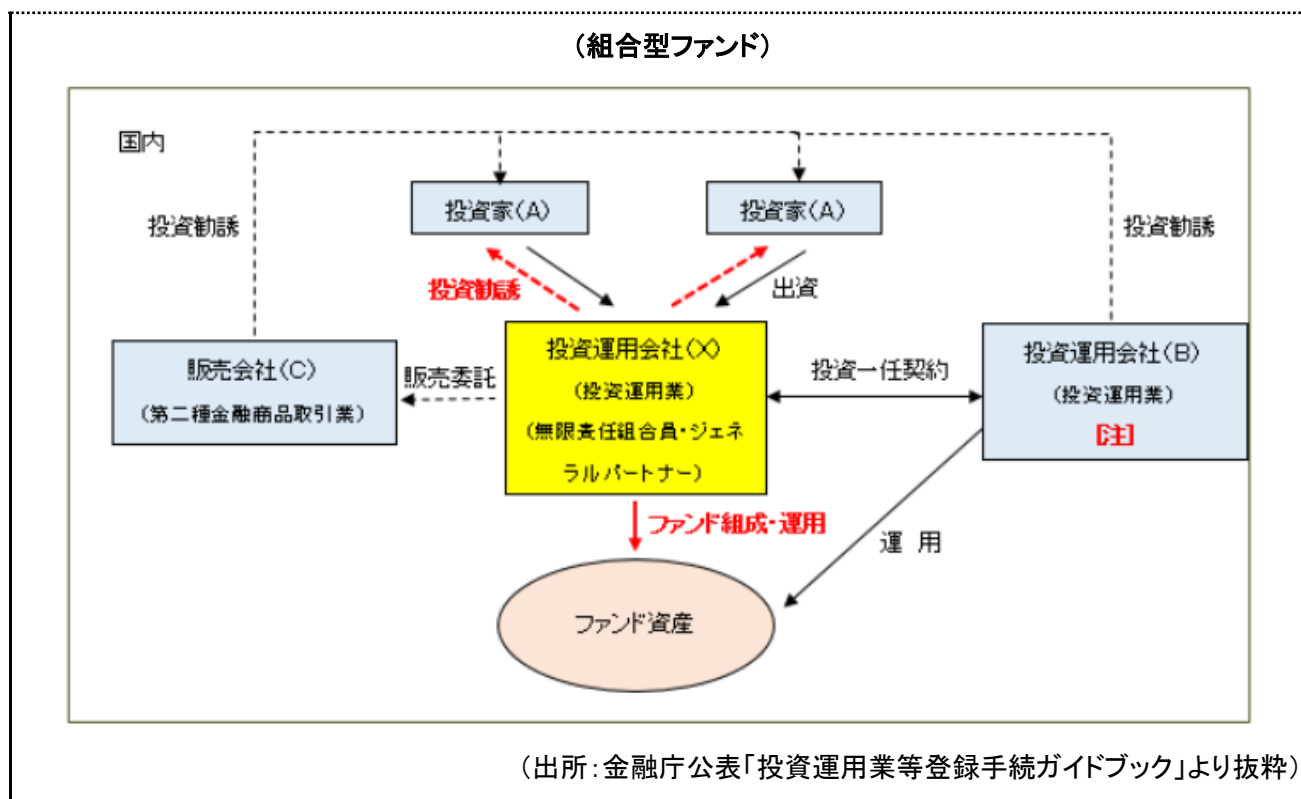 （組合型ファンド）
国内
投資家(A)
投資家(A)
投資勧誘
投資勧誘
投資勧誘
出資
販売会社(C)
（第二種金融商品取引業）
販売委託
投資運用会社(X)
（投資運用業）
（無限責任組合員・ジェネ
ラルパートナー）
投資一任契約
投資運用会社(B)
（投資運用業）
[注]
ファンド組成・運用
運 用
ファンド資産
（出所：金融庁公表「投資運用業等登録手続ガイドブック」より抜粋）